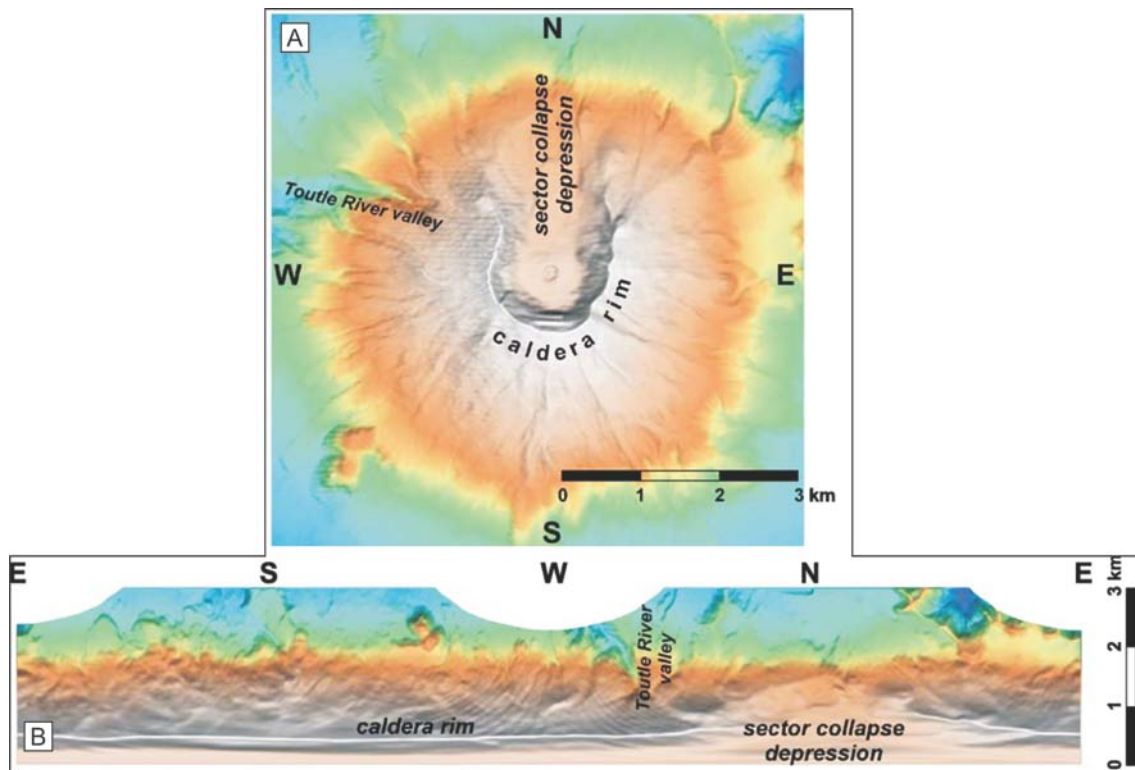 A
N
sector collapse
depression
Toutle River valley
W
E
caldera rim
0 1 2 3 km
S
E S W N E
Toutle River
valley
3 km
2
1
0
B
caldera rim
sector collapse
depression